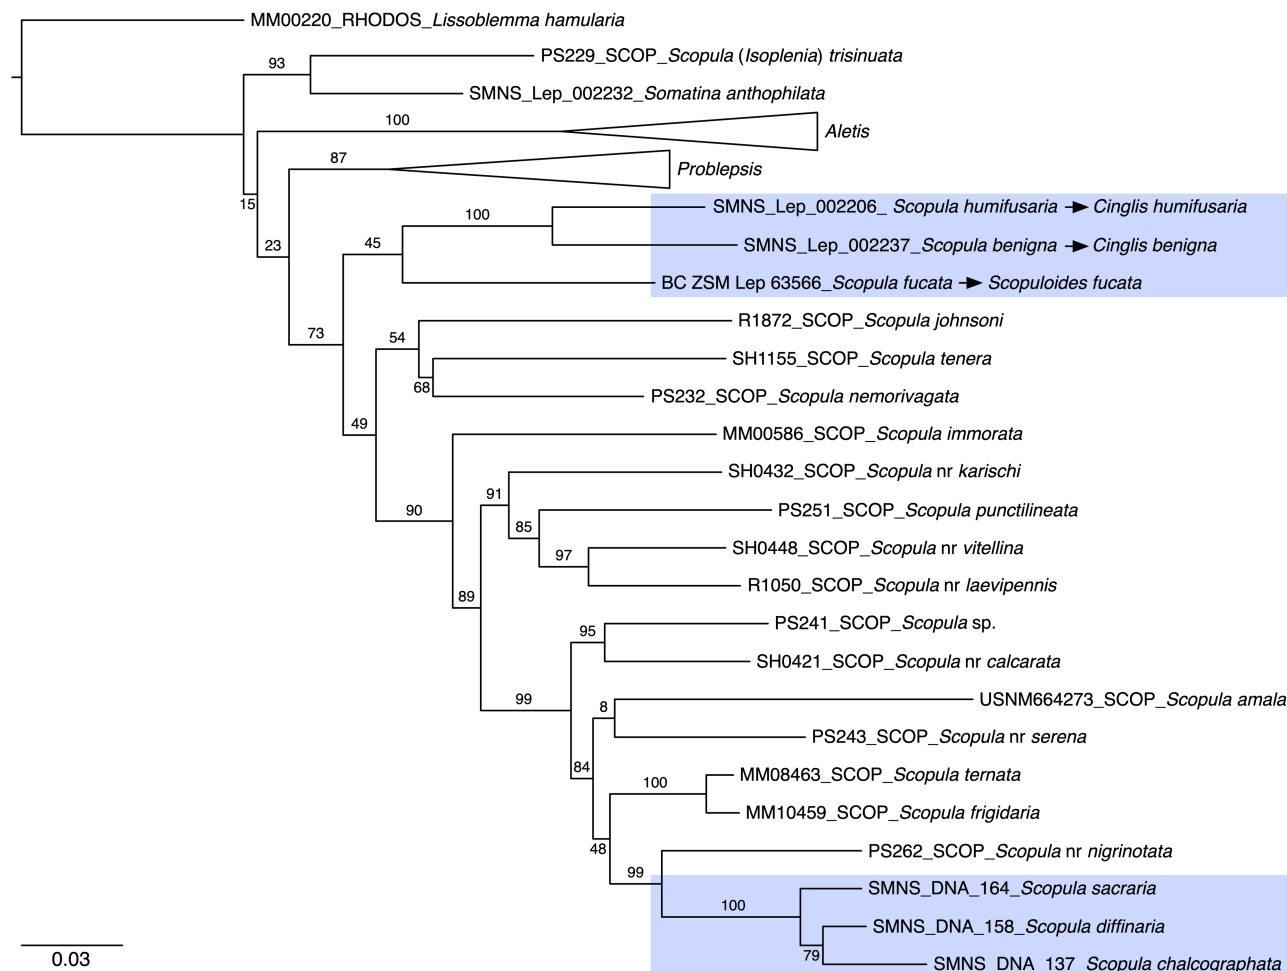 MM00220_RHODOS_Lissoblemma hamularia
PS229_SCOP_Scopula (Isoplenia) trisinuata
93
SMNS_Lep_002232_Somatina anthophilata
100
Aletis
87
Problepsis
15
SMNS_Lep_002206_ Scopula humifusaria → Cinglis humifusaria
100
23
45
SMNS_Lep_002237_Scopula benigna → Cinglis benigna
BC ZSM Lep 63566_Scopula fucata → Scopuloides fucata
R1872_SCOP_Scopula johnsoni
73
54
SH1155_SCOP_Scopula tenera
68
PS232_SCOP_Scopula nemorivagata
49
MM00586_SCOP_Scopula immorata
SH0432_SCOP_Scopula nr karischi
91
90
PS251_SCOP_Scopula punctilineata
85
SH0448_SCOP_Scopula nr vitellina
97
R1050_SCOP_Scopula nr laevipennis
89
PS241_SCOP_Scopula sp.
95
SH0421_SCOP_Scopula nr calcarata
99
USNM664273_SCOP_Scopula amala
8
PS243_SCOP_Scopula nr serena
84
MM08463_SCOP_Scopula ternata
100
MM10459_SCOP_Scopula frigidaria
48
PS262_SCOP_Scopula nr nigrinotata
99
SMNS_DNA_164_Scopula sacraria
100
SMNS_DNA_158_Scopula diffinaria
79
SMNS_DNA_137_Scopula chalcographata
0.03